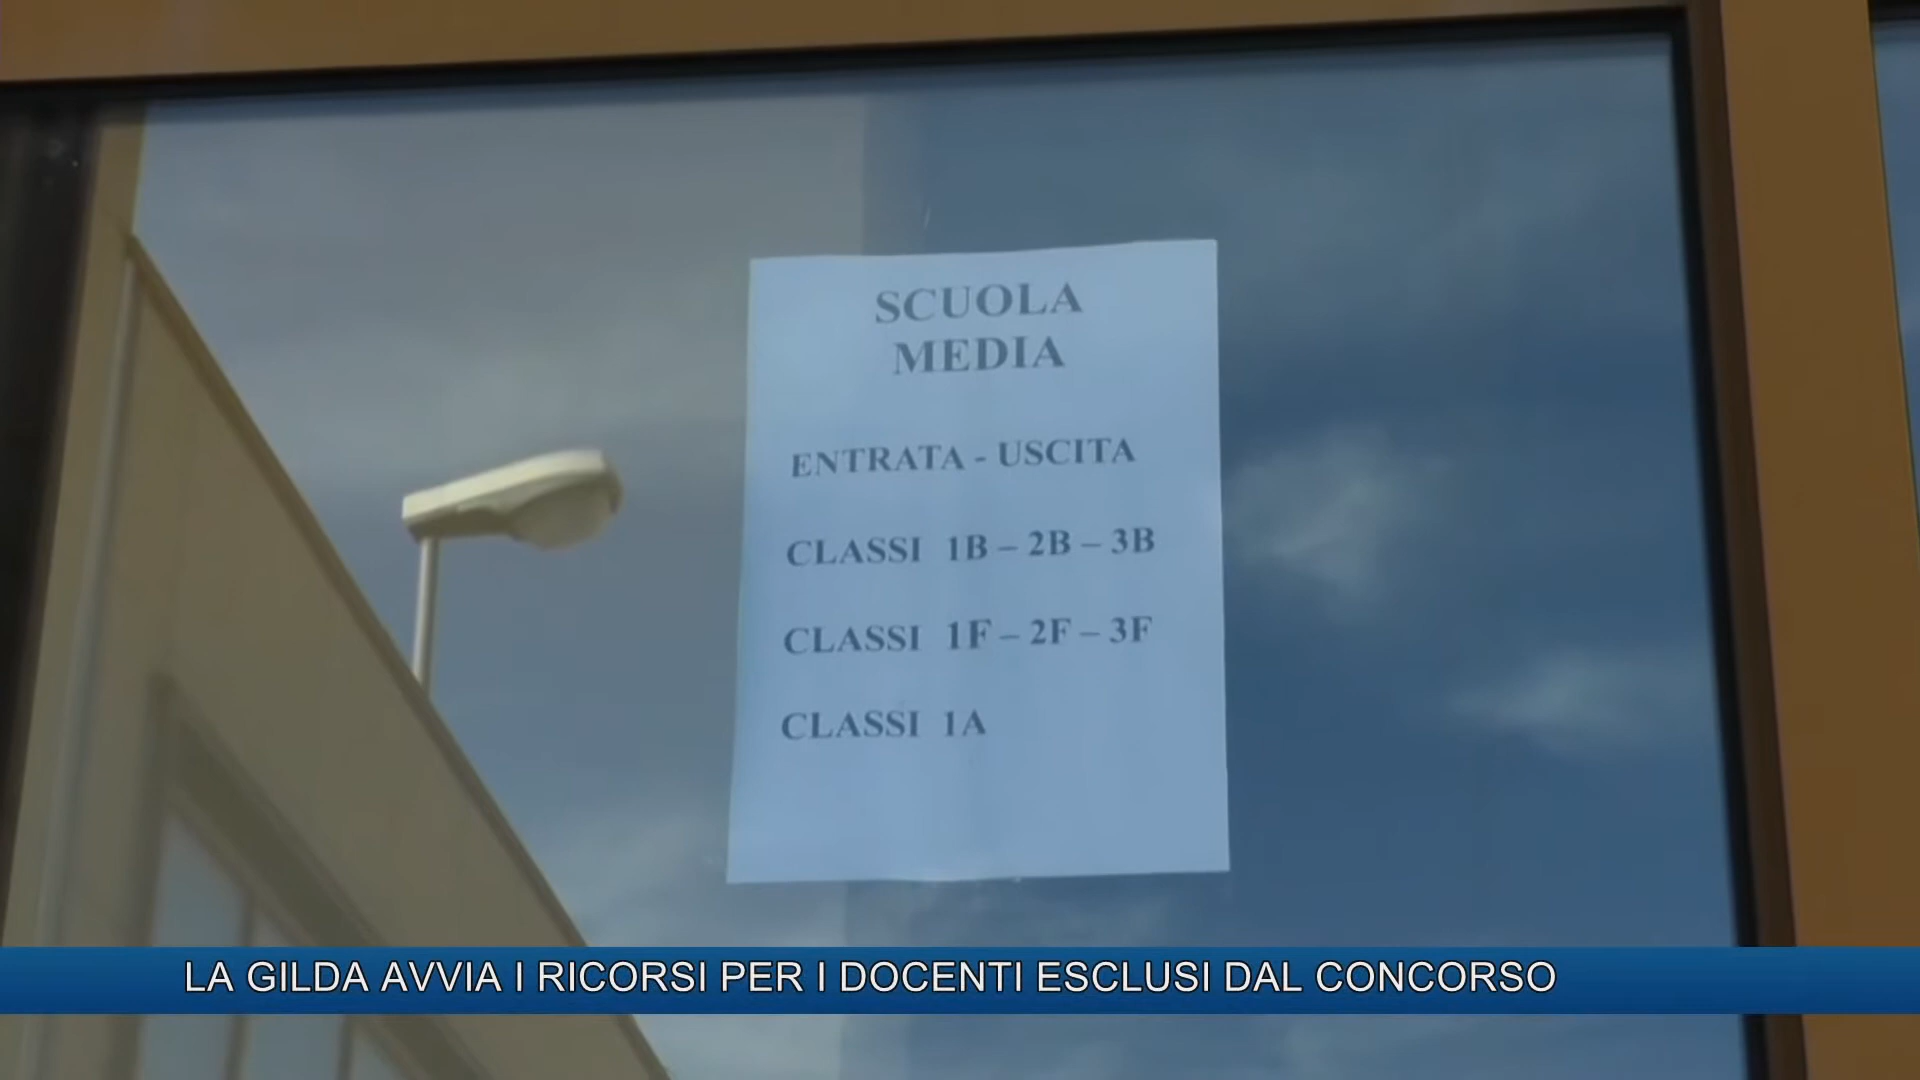 SCUOLA
MEDIA
ENTRATA - USCITA
CLASSI 1B – 2B – 3B
CLASSI 1F – 2F – 3F
CLASSI 1A
LA GILDA AVVIA I RICORSI PER I DOCENTI ESCLUSI DAL CONCORSO